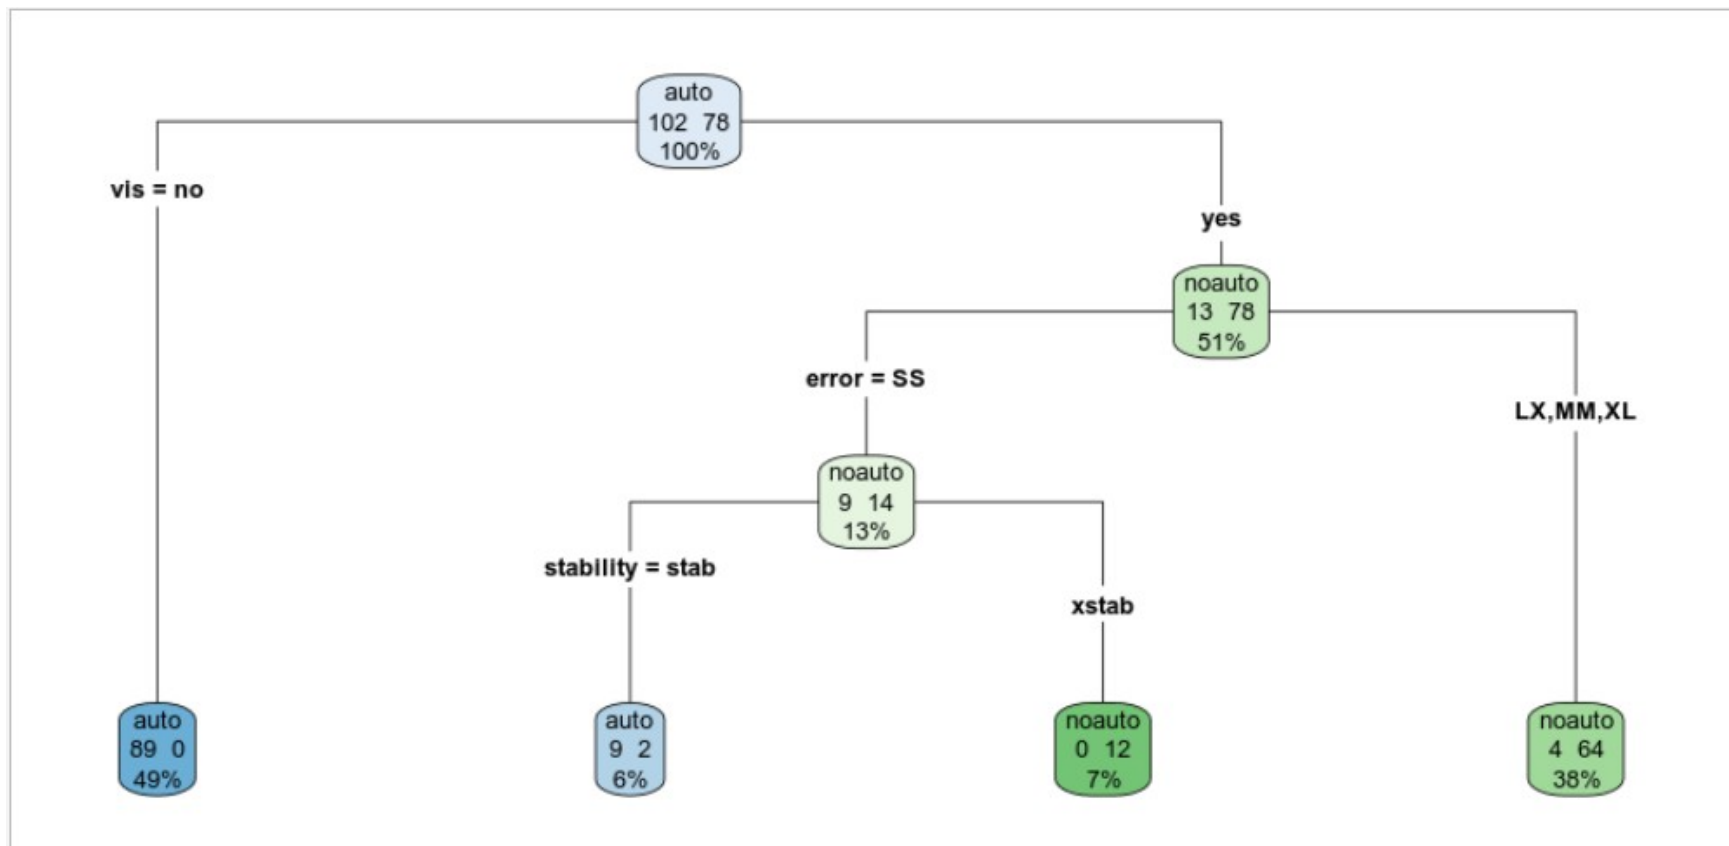 auto
102 78
100%
vis = no
yes
noauto
13 78
51%
error = SS
LX,MM,XL
noauto
9 14
13%
stability = stab
xstab
auto
89 0
49%
auto
9 2
6%
noauto
0 12
7%
noauto
4 64
38%